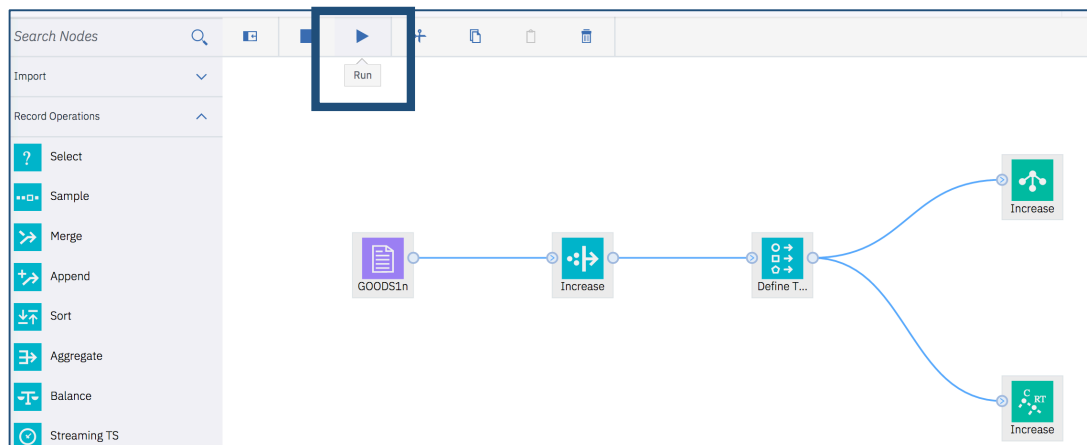 Search Nodes
Run
Import
Record Operations
Select
Sample
Merge
Append
Sort
Aggregate
Balance
Streaming TS
GOODS1n
Increase
Define T...
Increase
C RT
Increase